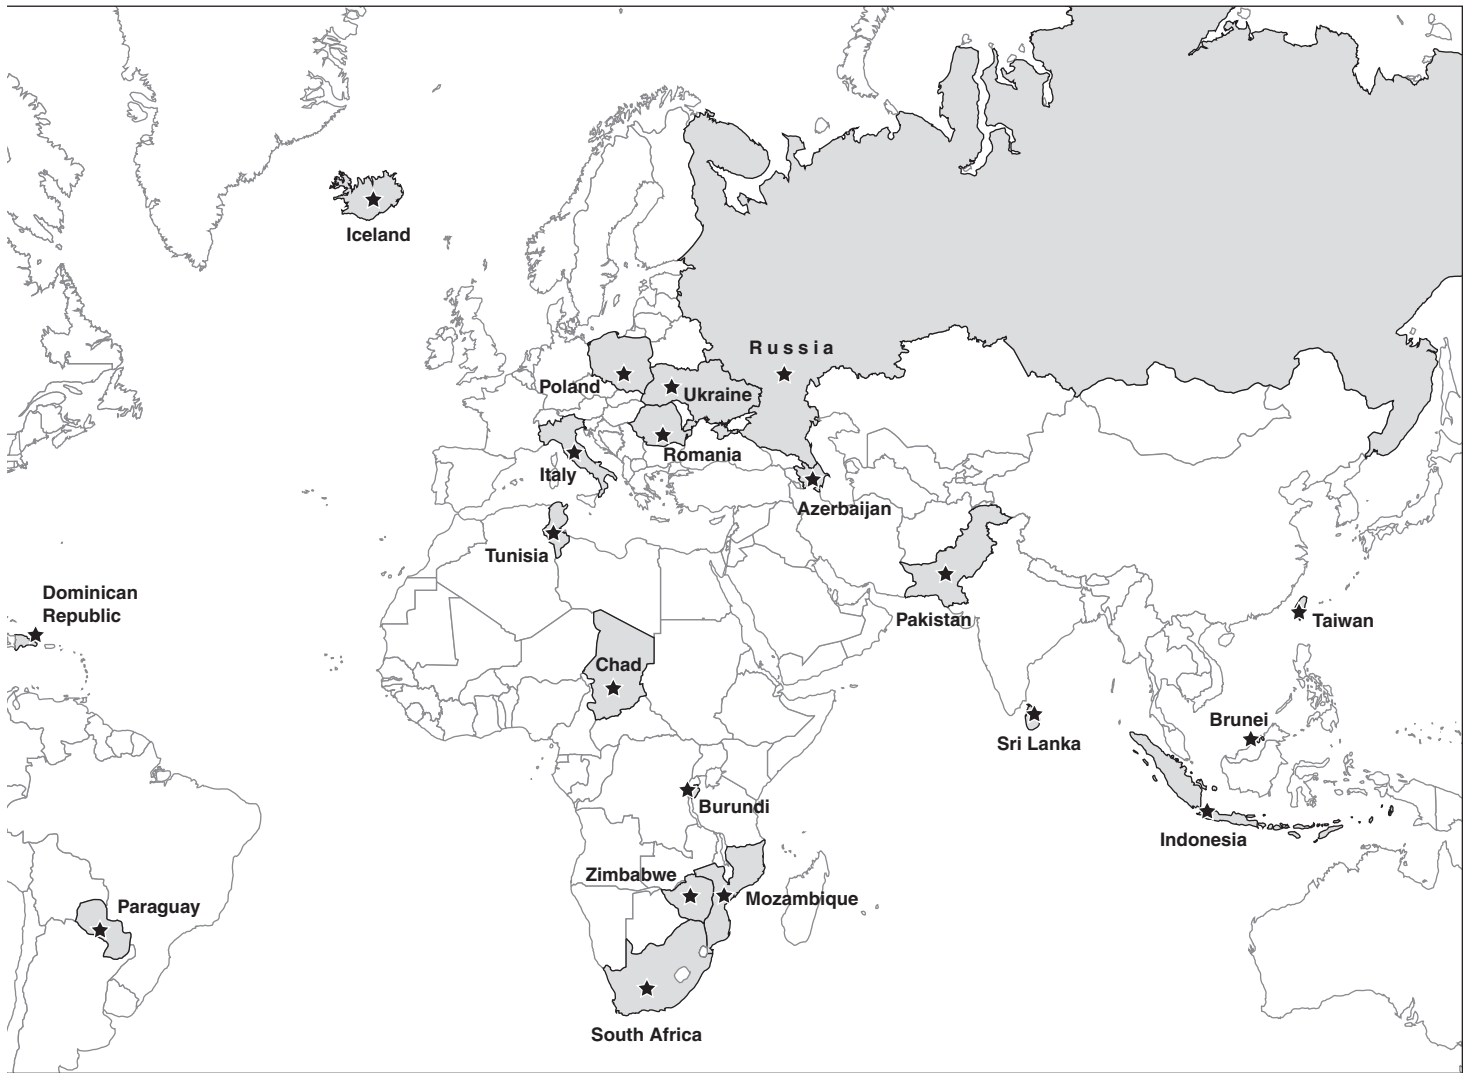 Iceland
Russia
Poland
Ukraine
Romania
Italy
Azerbaijan
Tunisia
Dominican
Republic
Pakistan
Taiwan
Chad
Brunei
Sri Lanka
Burundi
Indonesia
Zimbabwe
Mozambique
Paraguay
South Africa